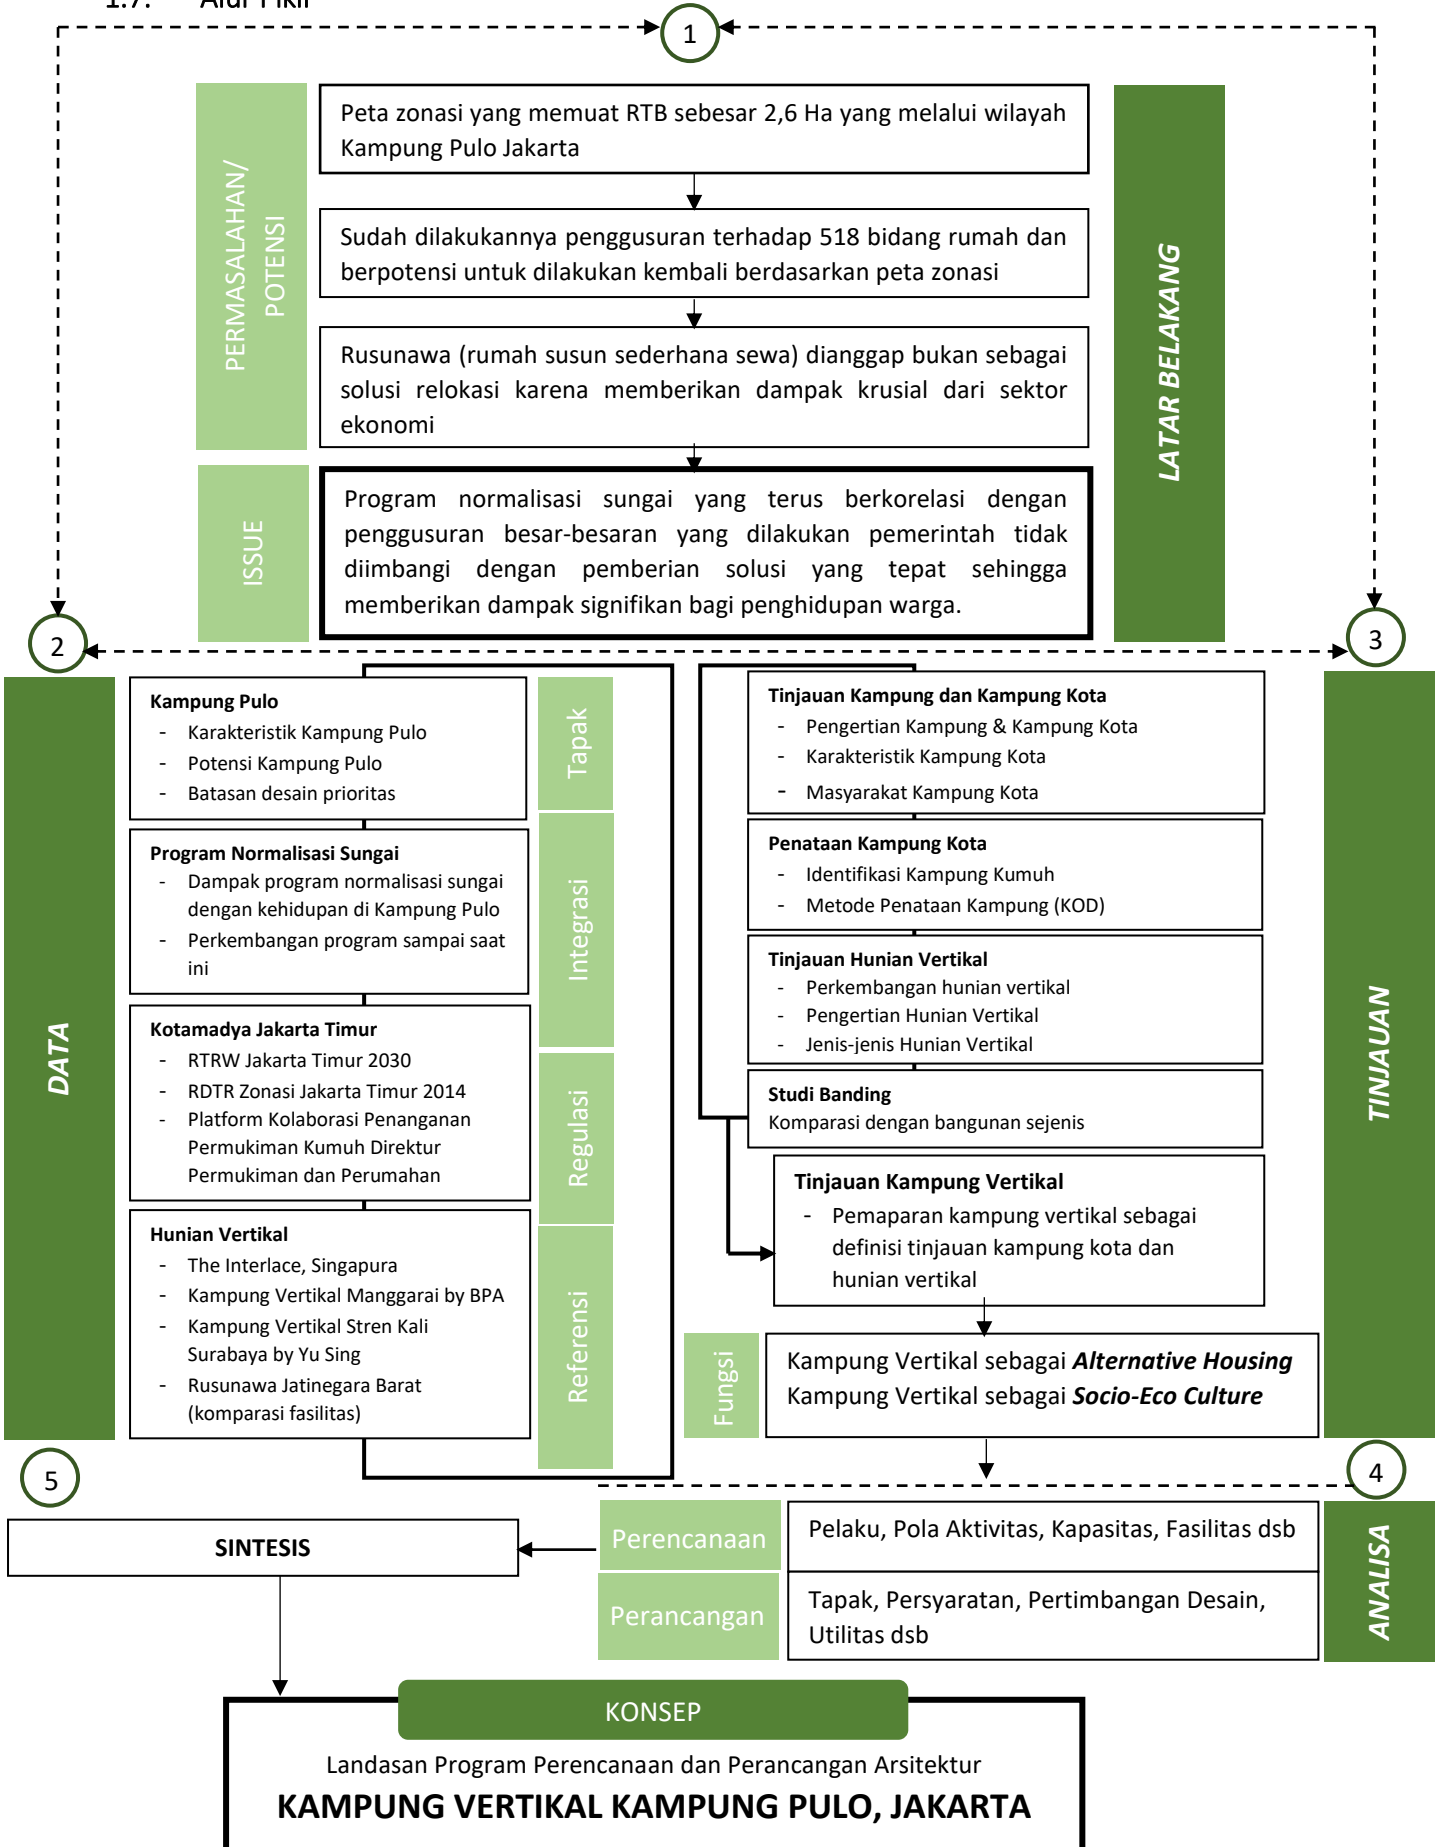 1.7. Alur Pikir
1
Peta zonasi yang memuat RTB sebesar 2,6 Ha yang melalui wilayah
Kampung Pulo Jakarta
PERMASALAHAN/
POTENSI
Sudah dilakukannya penggusuran terhadap 518 bidang rumah dan
berpotensi untuk dilakukan kembali berdasarkan peta zonasi
Rusunawa (rumah susun sederhana sewa) dianggap bukan sebagai
solusi relokasi karena memberikan dampak krusial dari sektor
ekonomi
LATAR BELAKANG
ISSUE
Program normalisasi sungai yang terus berkorelasi dengan
penggusuran besar-besaran yang dilakukan pemerintah tidak
diimbangi dengan pemberian solusi yang tepat sehingga
memberikan dampak signifikan bagi penghidupan warga.
2
3
DATA
Kampung Pulo
- Karakteristik Kampung Pulo
- Potensi Kampung Pulo
- Batasan desain prioritas
Tapak
Program Normalisasi Sungai
- Dampak program normalisasi sungai
dengan kehidupan di Kampung Pulo
- Perkembangan program sampai saat
ini
Integrasi
Kotamadya Jakarta Timur
- RTRW Jakarta Timur 2030
- RDTR Zonasi Jakarta Timur 2014
- Platform Kolaborasi Penanganan
Permukiman Kumuh Direktur
Permukiman dan Perumahan
Regulasi
Hunian Vertikal
- The Interlace, Singapura
- Kampung Vertikal Manggarai by BPA
- Kampung Vertikal Stren Kali
Surabaya by Yu Sing
- Rusunawa Jatinegara Barat
(komparasi fasilitas)
Referensi
Tinjauan Kampung dan Kampung Kota
- Pengertian Kampung & Kampung Kota
- Karakteristik Kampung Kota
- Masyarakat Kampung Kota
Penataan Kampung Kota
- Identifikasi Kampung Kumuh
- Metode Penataan Kampung (KOD)
Tinjauan Hunian Vertikal
- Perkembangan hunian vertikal
- Pengertian Hunian Vertikal
- Jenis-jenis Hunian Vertikal
Studi Banding
Komparasi dengan bangunan sejenis
Tinjauan Kampung Vertikal
- Pemaparan kampung vertikal sebagai
definisi tinjauan kampung kota dan
hunian vertikal
TINJAUAN
Fungsi
Kampung Vertikal sebagai Alternative Housing
Kampung Vertikal sebagai Socio-Eco Culture
5
4
SINTESIS
Perencanaan
Pelaku, Pola Aktivitas, Kapasitas, Fasilitas dsb
Perancangan
Tapak, Persyaratan, Pertimbangan Desain,
Utilitas dsb
ANALISA
KONSEP
Landasan Program Perencanaan dan Perancangan Arsitektur
KAMPUNG VERTIKAL KAMPUNG PULO, JAKARTA